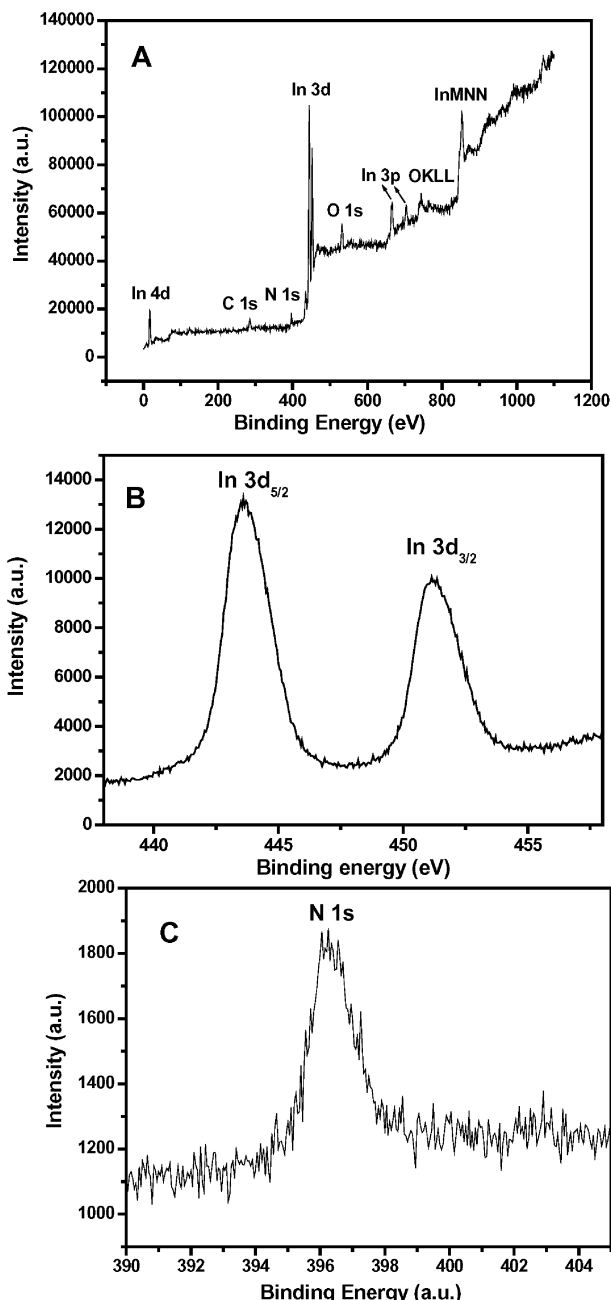 A
140000
120000
100000
80000
60000
40000
20000
0
Intensity (a.u.)
In 4d
C 1s
N 1s
In 3d
O 1s
In 3p
OKLL
InMNN
0 200 400 600 800 1000 1200
Binding Energy (eV)
B
14000
12000
10000
8000
6000
4000
2000
0
Intensity (a.u.)
In 3d5/2
In 3d3/2
440 445 450 455
Binding energy (eV)
C
2000
1800
1600
1400
1200
1000
Intensity (a.u.)
N 1s
390 392 394 396 398 400 402 404
Binding Energy (a.u.)